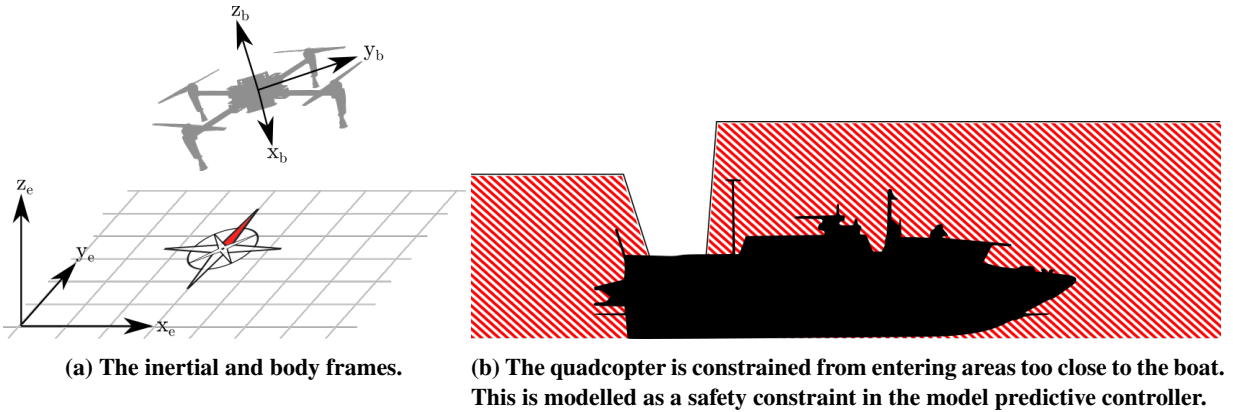 z_b
y_b
x_b
z_e
y_e
x_e
(a) The inertial and body frames.
(b) The quadcopter is constrained from entering areas too close to the boat.
This is modelled as a safety constraint in the model predictive controller.